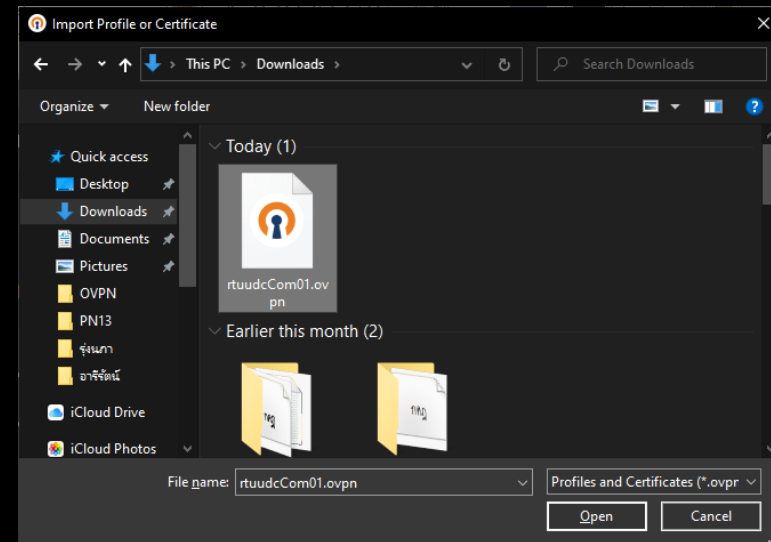 Import Profile or Certificate
This PC > Downloads >
Search Downloads
Organize
New folder
Quick access
Desktop
Downloads
Documents
Pictures
OVPN
PN13
รุ่งนภา
อารีรัตน์
iCloud Drive
iCloud Photos
Today (1)
rtuudcCom01.ov
pn
Earlier this month (2)
File name:
rtuudcCom01.ovpn
Profiles and Certificates (*.ovpr
Open
Cancel